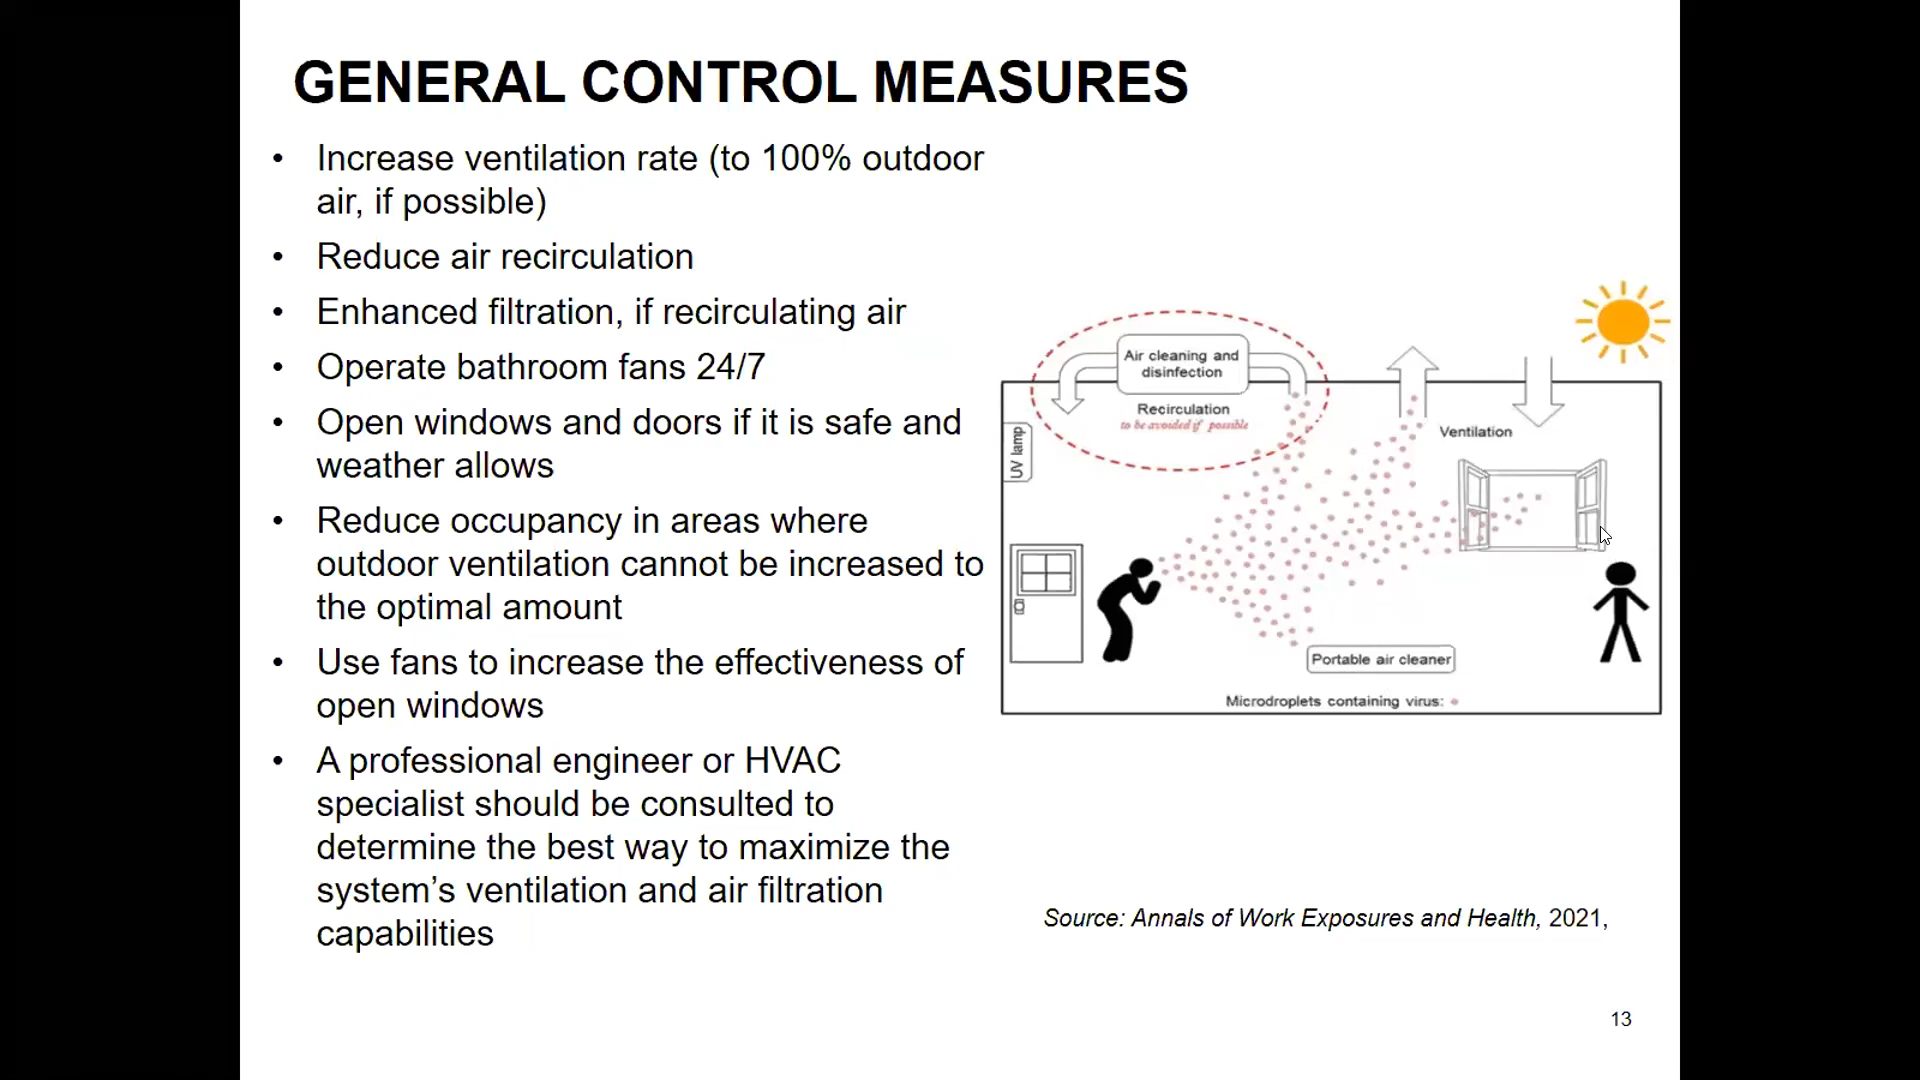 GENERAL CONTROL MEASURES
• Increase ventilation rate (to 100% outdoor
air, if possible)
• Reduce air recirculation
• Enhanced filtration, if recirculating air
• Operate bathroom fans 24/7
• Open windows and doors if it is safe and
weather allows
• Reduce occupancy in areas where
outdoor ventilation cannot be increased to
the optimal amount
• Use fans to increase the effectiveness of
open windows
• A professional engineer or HVAC
specialist should be consulted to
determine the best way to maximize the
system’s ventilation and air filtration
capabilities
Air cleaning and
disinfection
Recirculation
to be avoided if possible
UV lamp
Ventilation
Portable air cleaner
Microdroplets containing virus:
Source: Annals of Work Exposures and Health, 2021,
13